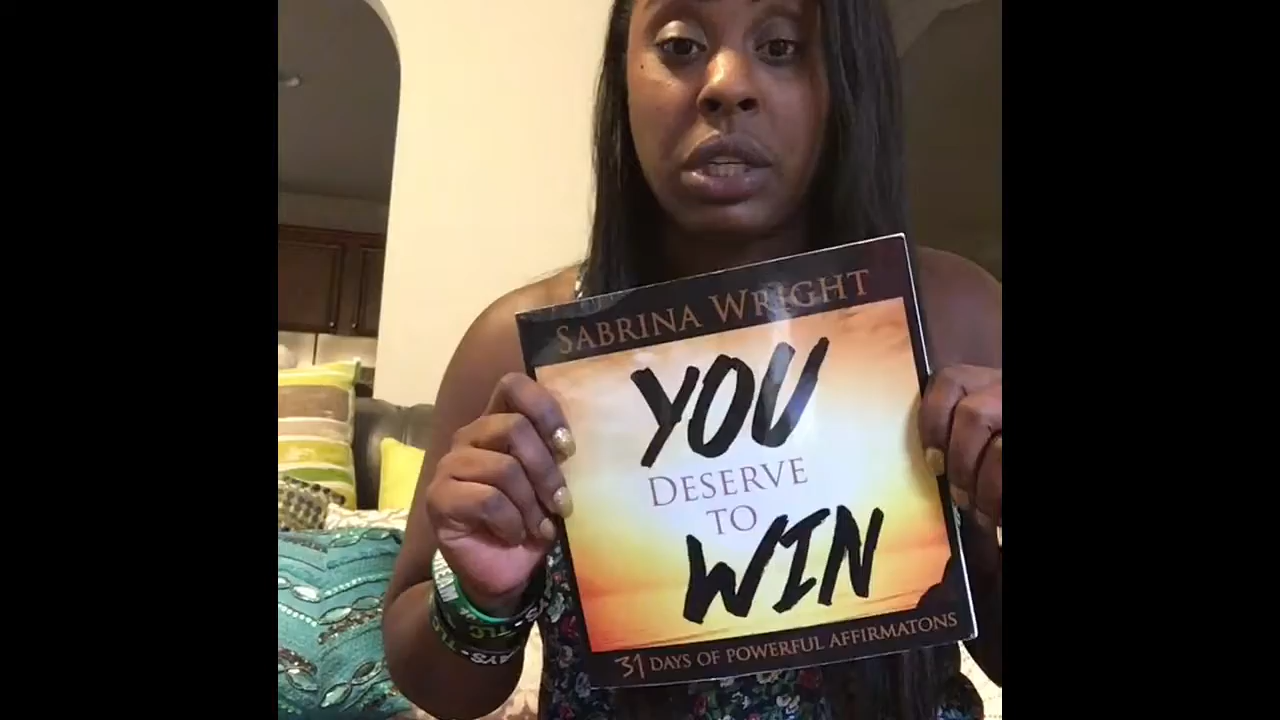 SABRINA WRIGHT
YOU
DESERVE
TO
WIN
31 DAYS OF POWERFUL AFFIRMATONS